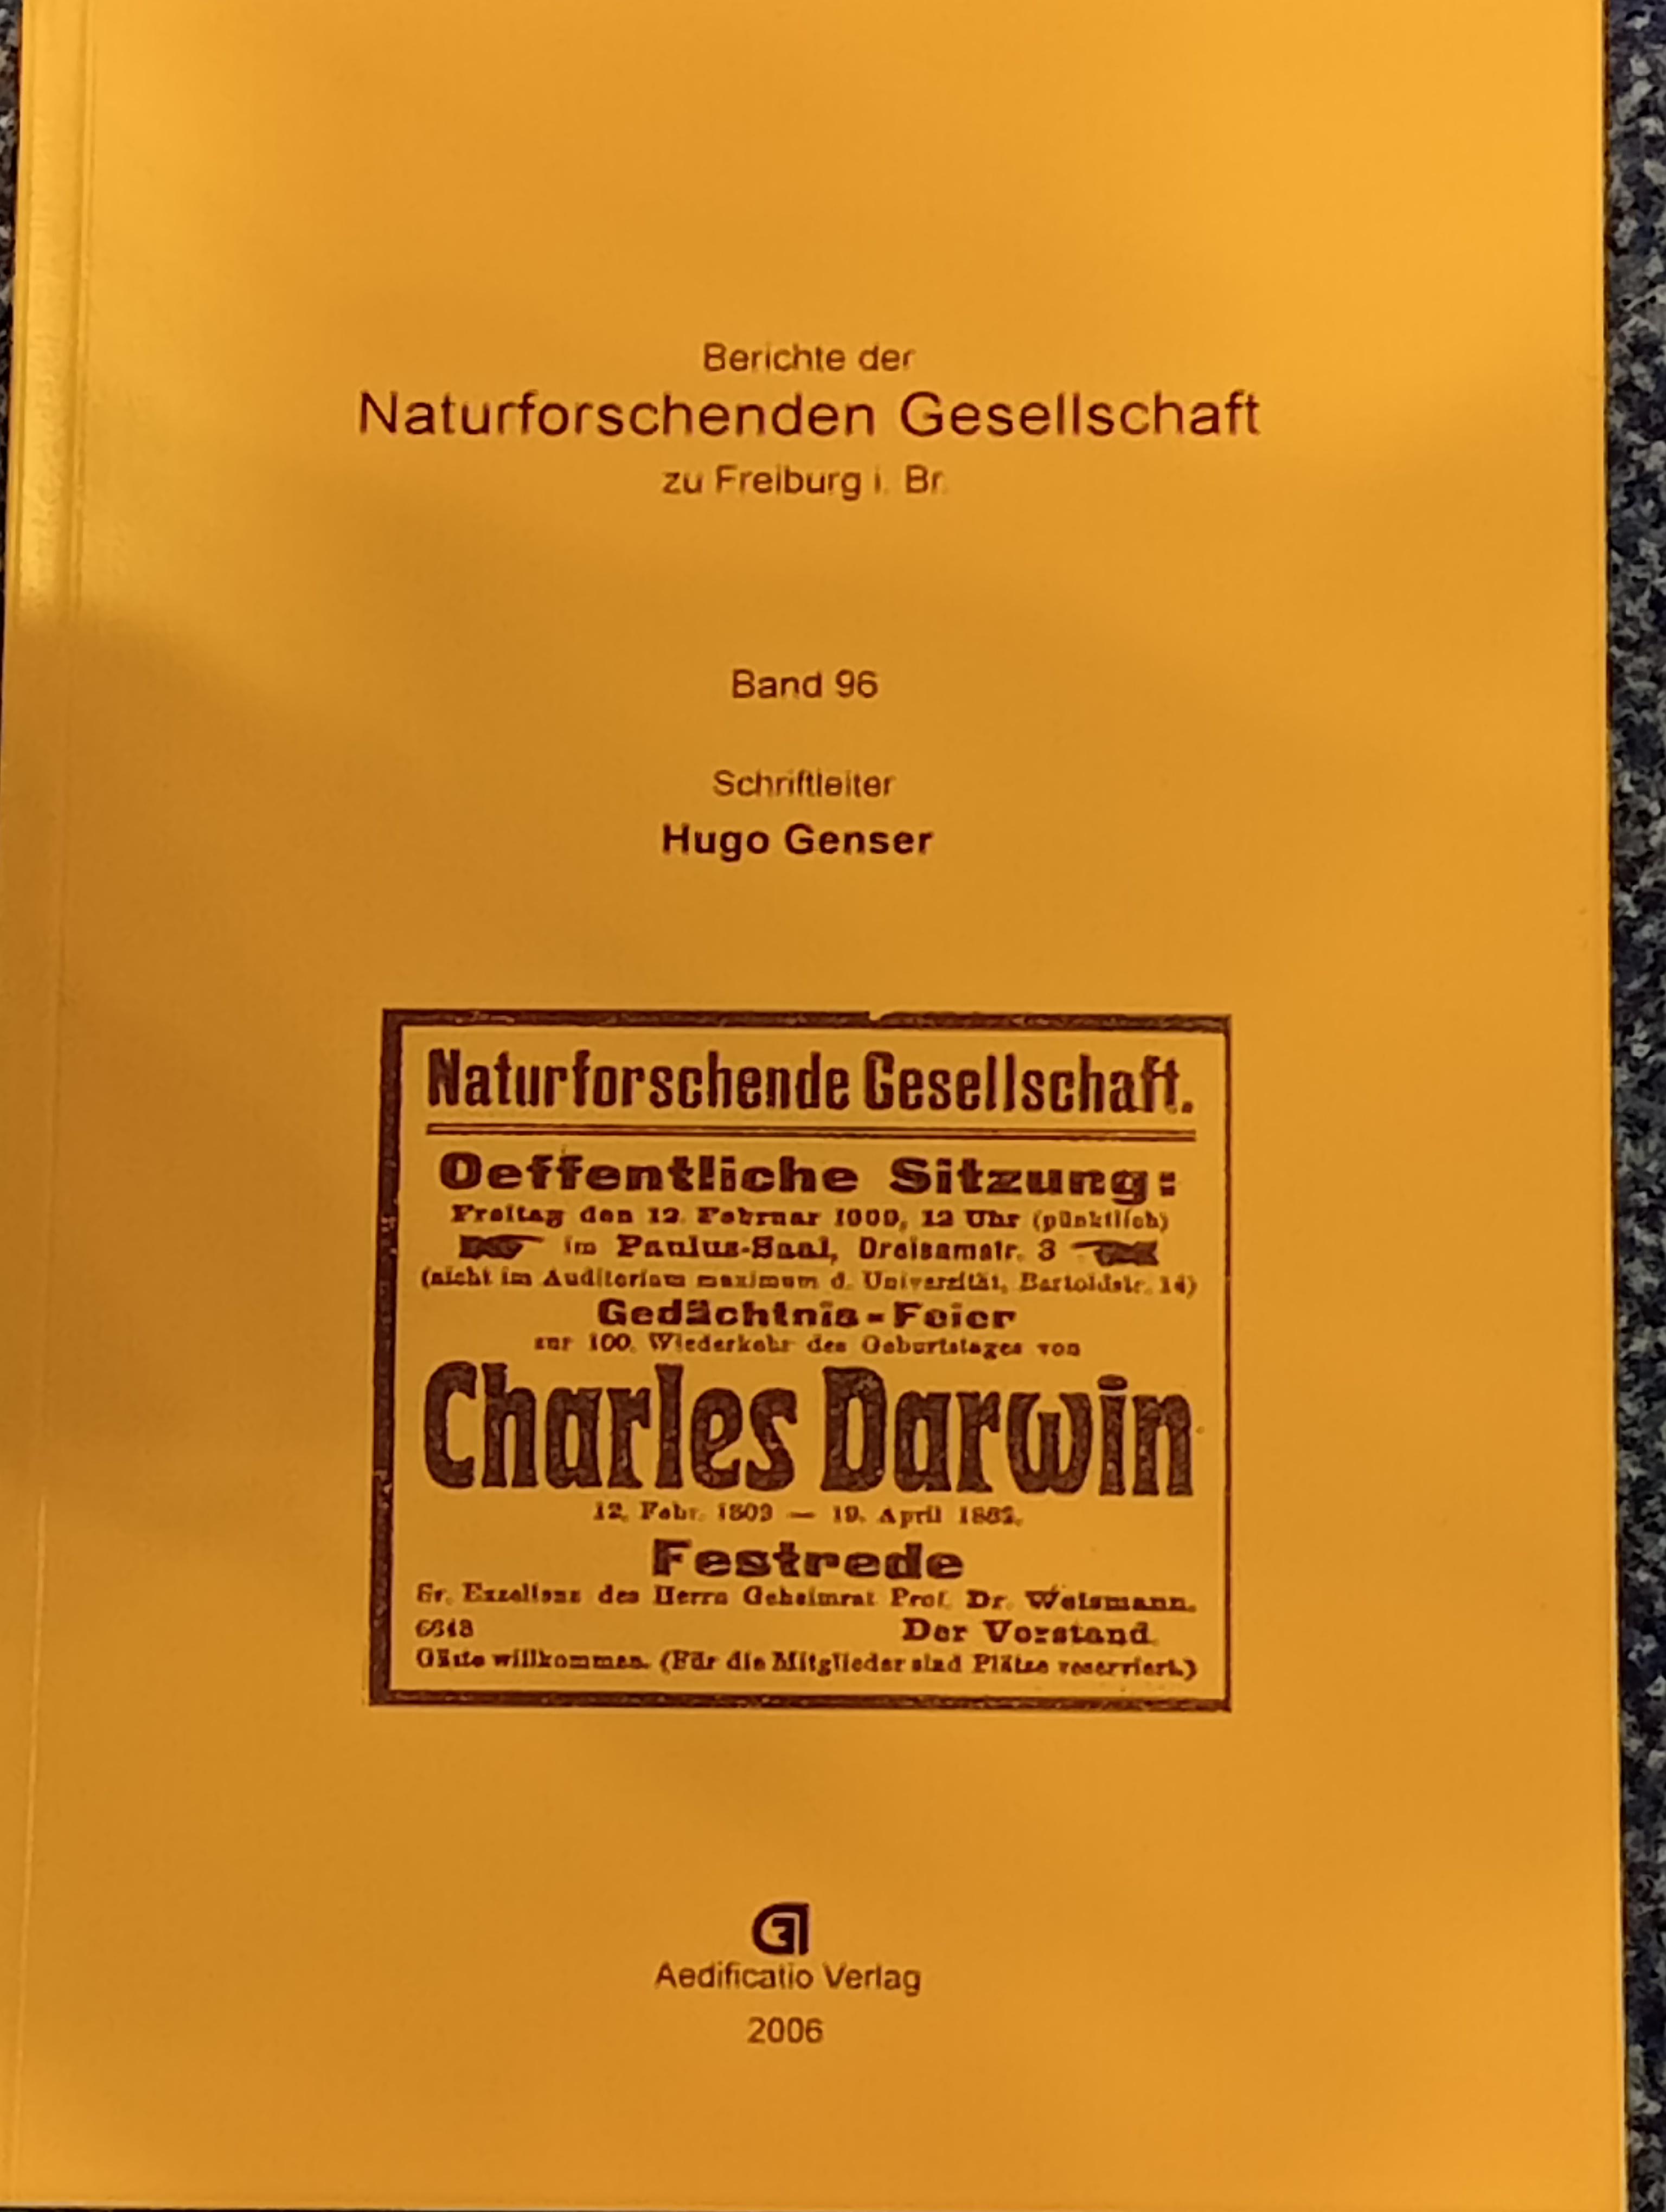 Berichte der
Naturforschenden Gesellschaft
zu Freiburg i. Br.
Band 96
Schriftleiter
Hugo Genser
Naturforschende Gesellschaft.
Oeffentliche Sitzung:
Freitag den 12. Februar 1909, 12 Uhr (pünktlich)
im Paulus-Saal, Dreisamstr. 3
(nicht im Auditorium maximum d. Universität, Bertoldstr. 14)
Gedächtnis-Feier
zur 100. Wiederkehr des Geburtstages von
Charles Darwin
12. Febr. 1809 — 19. April 1882.
Festrede
Sr. Exzellenz des Herrn Geheimrat Prof. Dr. Weismann.
Der Vorstand.
Gäste willkommen. (Für die Mitglieder sind Plätze reserviert.)
Aedificatio Verlag
2006